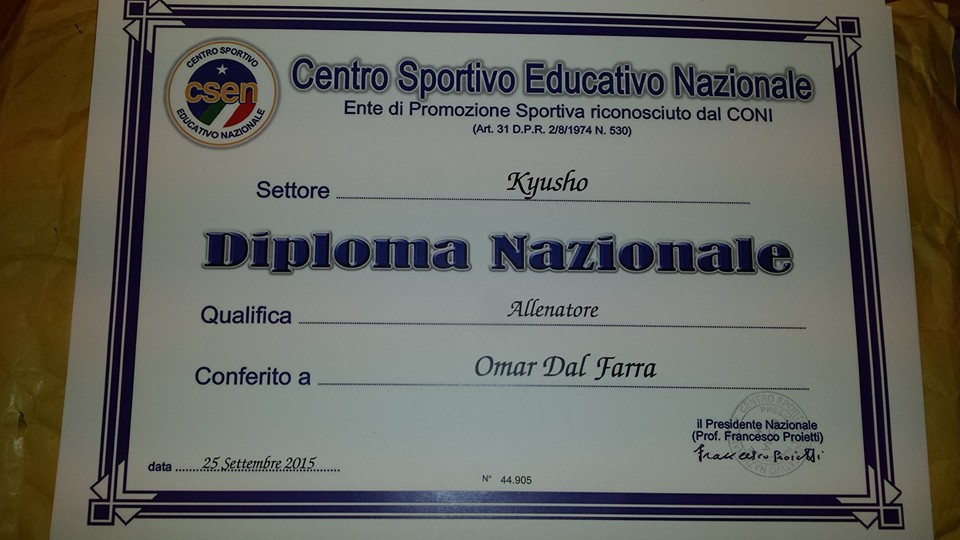 CENTRO SPORTIVO
csen
EDUCATIVO NAZIONALE
Centro Sportivo Educativo Nazionale
Ente di Promozione Sportiva riconosciuto dal CONI
(Art. 31 D.P.R. 2/8/1974 N. 530)
Settore Kyusho
Diploma Nazionale
Qualifica Allenatore
Conferito a Omar Dal Farra
il Presidente Nazionale
(Prof. Francesco Proietti)
Francesco Proietti
data 25 Settembre 2015
N° 44.905